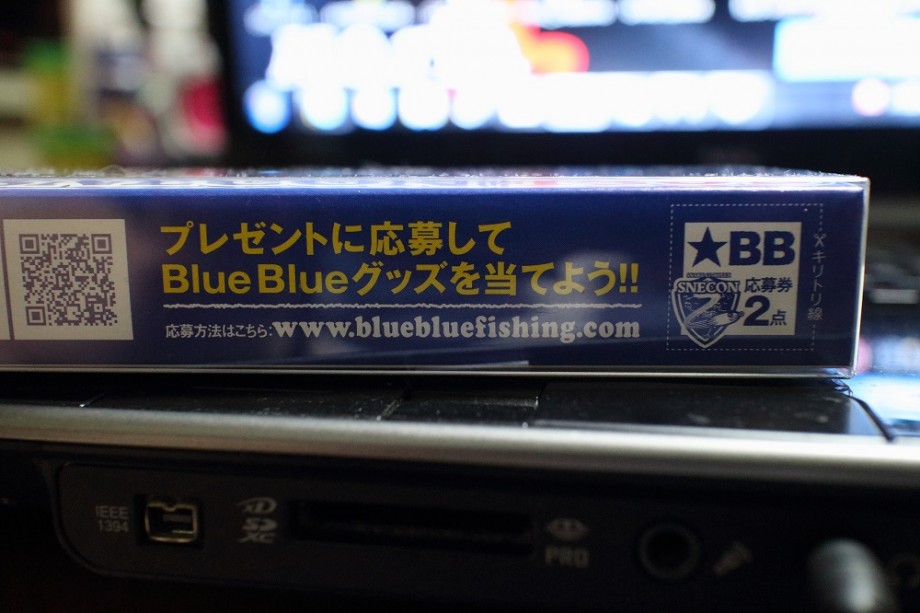 プレゼントに応募して
BlueBlueグッズを当てよう!!
応募方法はこちら:www.bluebluefishing.com
★BB
SNECON
応募券
2点
キリトリ線
IEEE
1394
xD
SD
XC
PRO